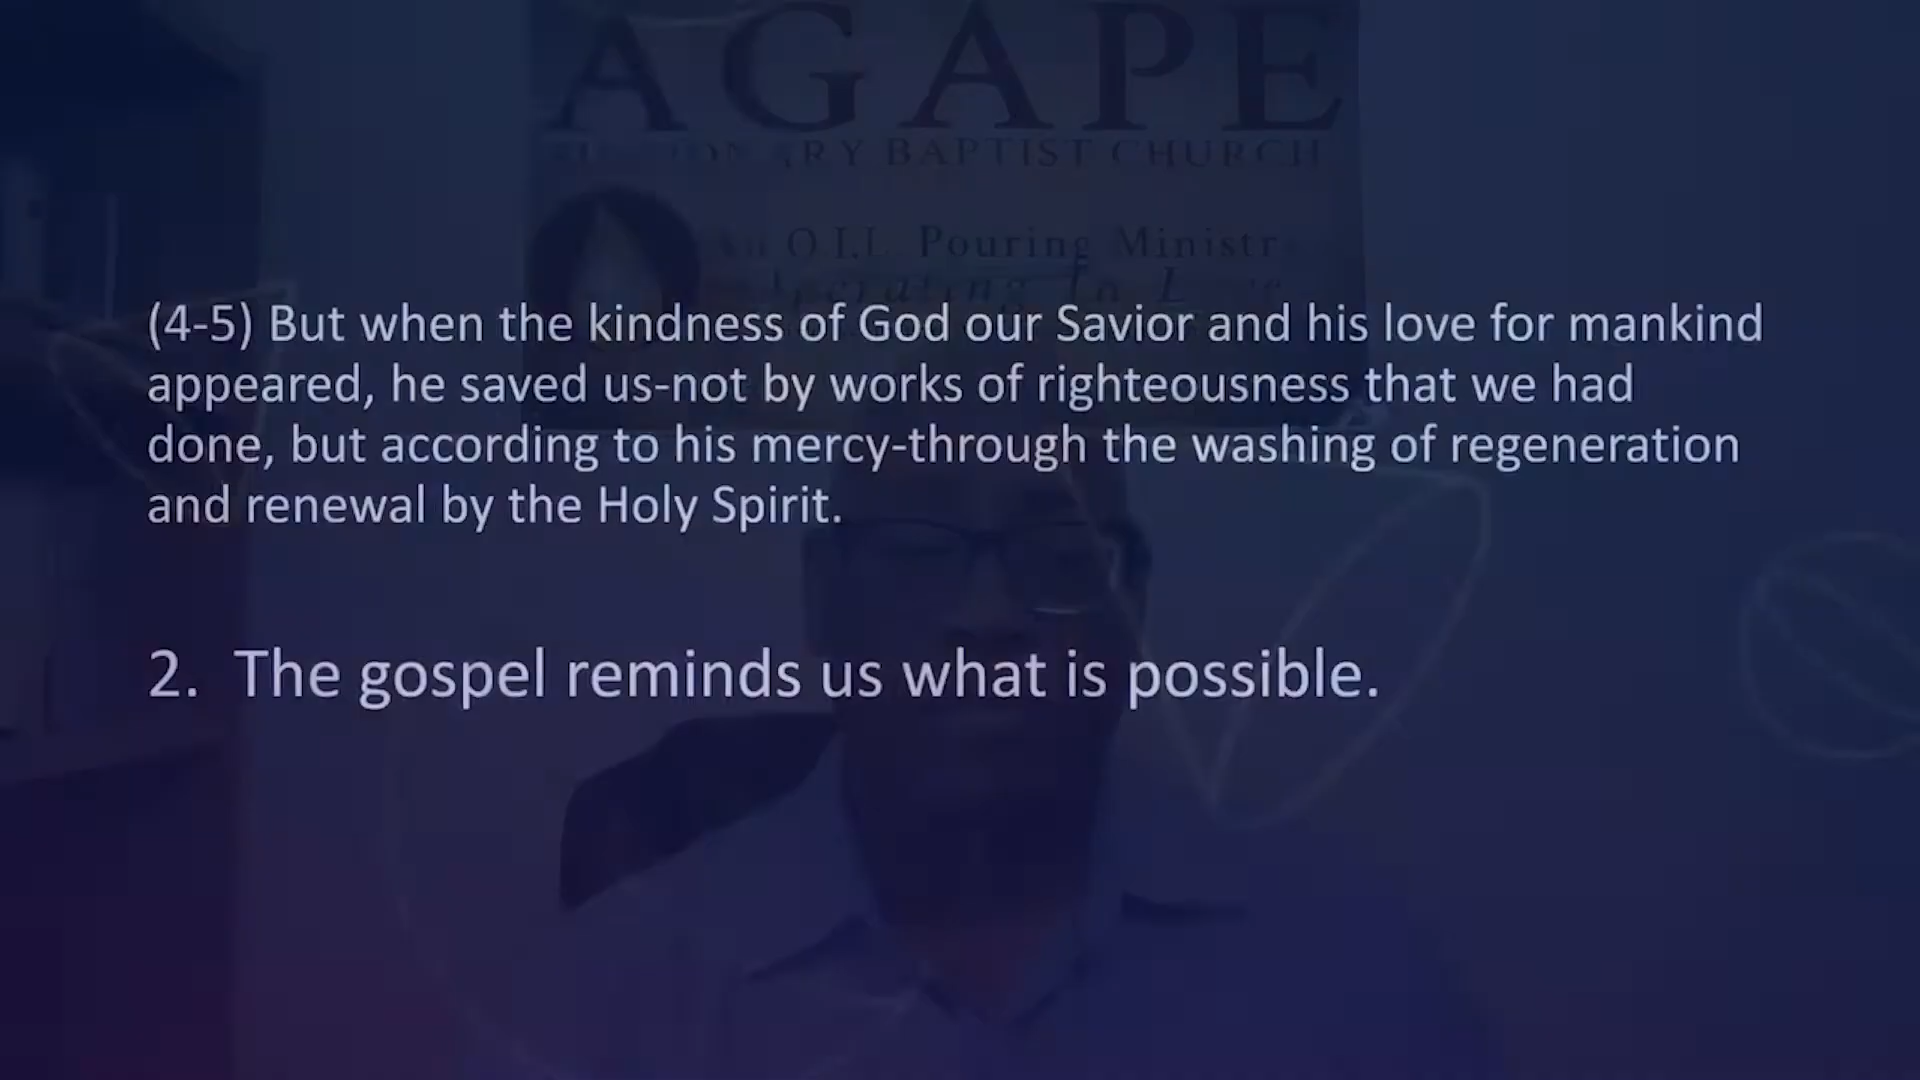 AGAPE
BAPTIST CHURCH
O.I.L. Pouring
(4-5) But when the kindness of God our Savior and his love for mankind
appeared, he saved us-not by works of righteousness that we had
done, but according to his mercy-through the washing of regeneration
and renewal by the Holy Spirit.
2. The gospel reminds us what is possible.